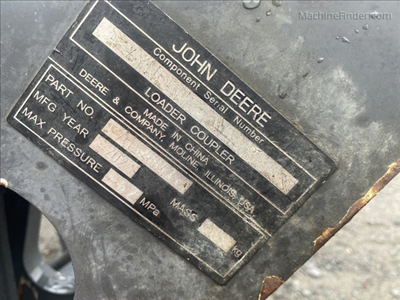 MachineFinder.com
JOHN DEERE
Component Serial Number
LOADER COUPLER
MADE IN CHINA
DEERE & COMPANY, MOLINE, ILLINOIS, USA
PART NO.
MFG YEAR
MAX PRESSURE MPa MASS kg